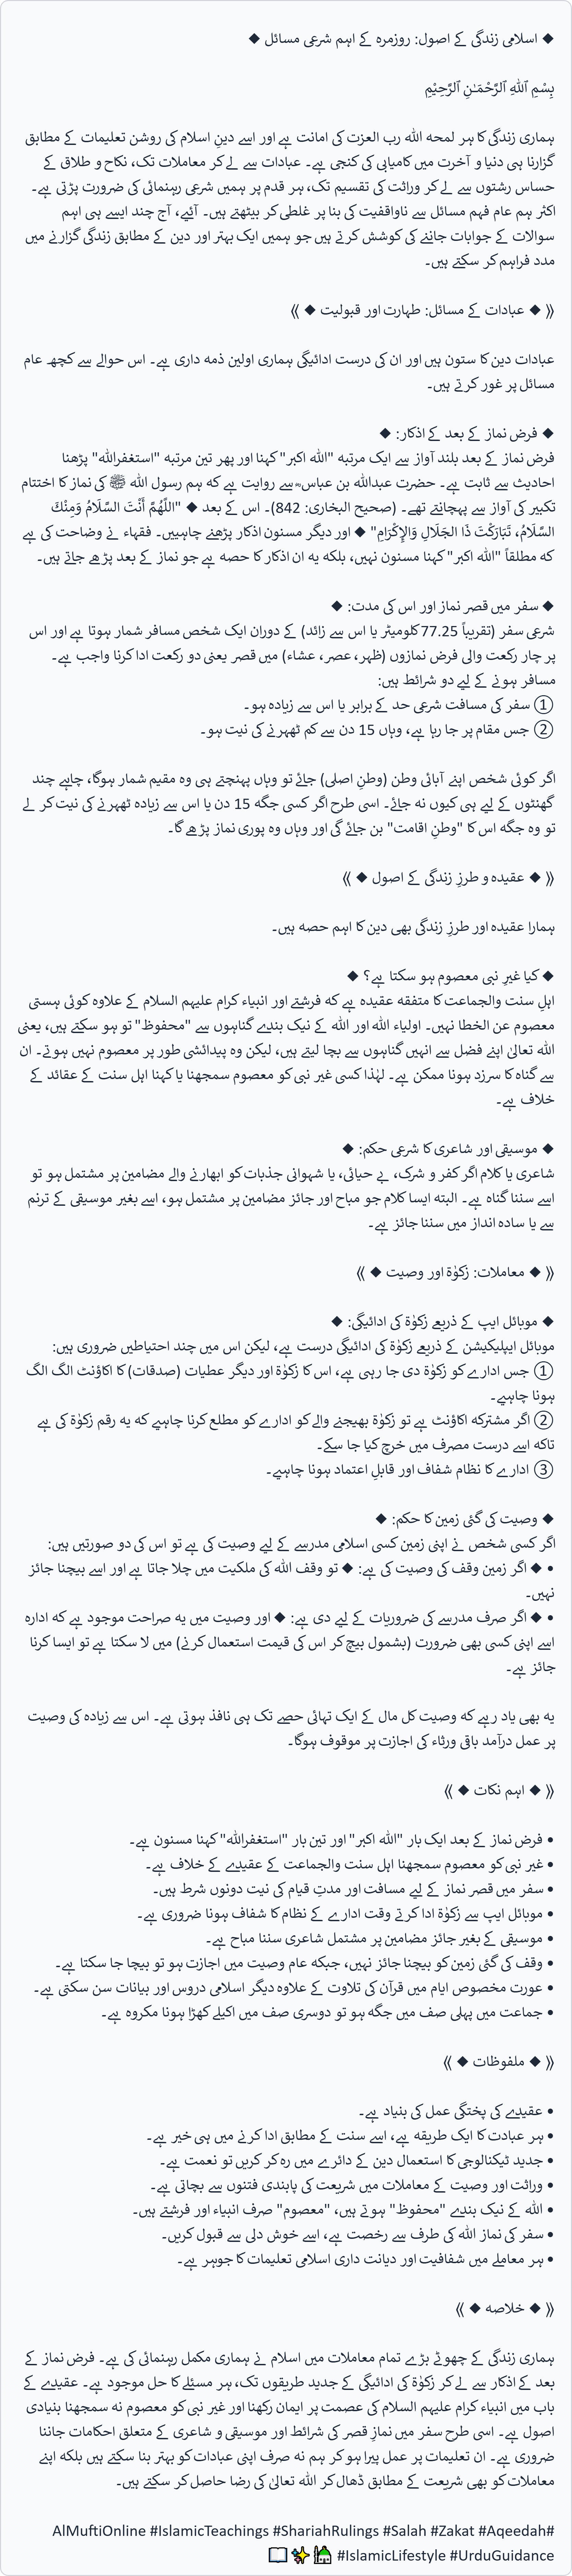 ◆ اسلامی زندگی کے اصول: روزمرہ کے اہم شرعی مسائل ◆
بِسْمِ ٱللَّٰهِ ٱلرَّحْمَـٰنِ ٱلرَّحِيْمِ
ہماری زندگی کا ہر لمحہ اللہ رب العزت کی امانت ہے اور اسے دینِ اسلام کی روشن تعلیمات کے مطابق
گزارنا ہی دنیا و آخرت میں کامیابی کی کنجی ہے۔ عبادات سے لے کر معاملات تک، نکاح و طلاق کے
حساس رشتوں سے لے کر وراثت کی تقسیم تک، ہر قدم پر ہمیں شرعی رہنمائی کی ضرورت پڑتی ہے۔
اکثر ہم عام فہم مسائل سے ناواقفیت کی بنا پر غلطی کر بیٹھتے ہیں۔ آئیے، آج چند ایسے ہی اہم
سوالات کے جوابات جاننے کی کوشش کرتے ہیں جو ہمیں ایک بہتر اور دین کے مطابق زندگی گزارنے میں
مدد فراہم کر سکتے ہیں۔
⟪ ◆ عبادات کے مسائل: طہارت اور قبولیت ◆ ⟫
عبادات دین کا ستون ہیں اور ان کی درست ادائیگی ہماری اولین ذمہ داری ہے۔ اس حوالے سے کچھ عام
مسائل پر غور کرتے ہیں۔
◆ فرض نماز کے بعد کے اذکار: ◆
فرض نماز کے بعد بلند آواز سے ایک مرتبہ "اللہ اکبر" کہنا اور پھر تین مرتبہ "استغفراللہ" پڑھنا
احادیث سے ثابت ہے۔ حضرت عبداللہ بن عباسؓ سے روایت ہے کہ ہم رسول اللہ ﷺ کی نماز کا اختتام
تکبیر کی آواز سے پہچانتے تھے۔ (صحیح البخاری: 842)۔ اس کے بعد ◆ "اللّٰهُمَّ أَنْتَ السَّلَامُ وَمِنْكَ
السَّلَامُ، تَبَارَكْتَ ذَا الجَلَالِ وَالإِكْرَامِ" ◆ اور دیگر مسنون اذکار پڑھنے چاہییں۔ فقہاء نے وضاحت کی ہے
کہ مطلقاً "اللہ اکبر" کہنا مسنون نہیں، بلکہ یہ ان اذکار کا حصہ ہے جو نماز کے بعد پڑھے جاتے ہیں۔
◆ سفر میں قصر نماز اور اس کی مدت: ◆
شرعی سفر (تقریباً 77.25 کلومیٹر یا اس سے زائد) کے دوران ایک شخص مسافر شمار ہوتا ہے اور اس
پر چار رکعت والی فرض نمازوں (ظہر، عصر، عشاء) میں قصر یعنی دو رکعت ادا کرنا واجب ہے۔
مسافر ہونے کے لیے دو شرائط ہیں:
① سفر کی مسافت شرعی حد کے برابر یا اس سے زیادہ ہو۔
② جس مقام پر جا رہا ہے، وہاں 15 دن سے کم ٹھہرنے کی نیت ہو۔
اگر کوئی شخص اپنے آبائی وطن (وطنِ اصلی) جائے تو وہاں پہنچتے ہی وہ مقیم شمار ہوگا، چاہے چند
گھنٹوں کے لیے ہی کیوں نہ جائے۔ اسی طرح اگر کسی جگہ 15 دن یا اس سے زیادہ ٹھہرنے کی نیت کر لے
تو وہ جگہ اس کا "وطنِ اقامت" بن جائے گی اور وہاں وہ پوری نماز پڑھے گا۔
⟪ ◆ عقیدہ و طرزِ زندگی کے اصول ◆ ⟫
ہمارا عقیدہ اور طرزِ زندگی بھی دین کا اہم حصہ ہیں۔
◆ کیا غیر نبی معصوم ہو سکتا ہے؟ ◆
اہلِ سنت والجماعت کا متفقہ عقیدہ ہے کہ فرشتے اور انبیاء کرام علیہم السلام کے علاوہ کوئی ہستی
معصوم عن الخطا نہیں۔ اولیاء اللہ اور اللہ کے نیک بندے گناہوں سے "محفوظ" تو ہو سکتے ہیں، یعنی
اللہ تعالیٰ اپنے فضل سے انہیں گناہوں سے بچا لیتے ہیں، لیکن وہ پیدائشی طور پر معصوم نہیں ہوتے۔ ان
سے گناہ کا سرزد ہونا ممکن ہے۔ لہٰذا کسی غیر نبی کو معصوم سمجھنا یا کہنا اہل سنت کے عقائد کے
خلاف ہے۔
◆ موسیقی اور شاعری کا شرعی حکم: ◆
شاعری یا کلام اگر کفر و شرک، بے حیائی، یا شہوانی جذبات کو ابھارنے والے مضامین پر مشتمل ہو تو
اسے سننا گناہ ہے۔ البتہ ایسا کلام جو مباح اور جائز مضامین پر مشتمل ہو، اسے بغیر موسیقی کے ترنم
سے یا سادہ انداز میں سننا جائز ہے۔
⟪ ◆ معاملات: زکوٰۃ اور وصیت ◆ ⟫
◆ موبائل ایپ کے ذریعے زکوٰۃ کی ادائیگی: ◆
موبائل ایپلیکیشن کے ذریعے زکوٰۃ کی ادائیگی درست ہے، لیکن اس میں چند احتیاطیں ضروری ہیں:
① جس ادارے کو زکوٰۃ دی جا رہی ہے، اس کا زکوٰۃ اور دیگر عطیات (صدقات) کا اکاؤنٹ الگ الگ
ہونا چاہیے۔
② اگر مشترکہ اکاؤنٹ ہے تو زکوٰۃ بھیجنے والے کو ادارے کو مطلع کرنا چاہیے کہ یہ رقم زکوٰۃ کی ہے
تاکہ اسے درست مصرف میں خرچ کیا جا سکے۔
③ ادارے کا نظام شفاف اور قابلِ اعتماد ہونا چاہیے۔
◆ وصیت کی گئی زمین کا حکم: ◆
اگر کسی شخص نے اپنی زمین کسی اسلامی مدرسے کے لیے وصیت کی ہے تو اس کی دو صورتیں ہیں:
• ◆ اگر زمین وقف کی وصیت کی ہے: ◆ تو وقف اللہ کی ملکیت میں چلا جاتا ہے اور اسے بیچنا جائز
نہیں۔
• ◆ اگر صرف مدرسے کی ضروریات کے لیے دی ہے: ◆ اور وصیت میں یہ صراحت موجود ہے کہ ادارہ
اسے اپنی کسی بھی ضرورت (بشمول بیچ کر اس کی قیمت استعمال کرنے) میں لا سکتا ہے تو ایسا کرنا
جائز ہے۔
یہ بھی یاد رہے کہ وصیت کل مال کے ایک تہائی حصے تک ہی نافذ ہوتی ہے۔ اس سے زیادہ کی وصیت
پر عمل درآمد باقی ورثاء کی اجازت پر موقوف ہوگا۔
⟪ ◆ اہم نکات ◆ ⟫
• فرض نماز کے بعد ایک بار "اللہ اکبر" اور تین بار "استغفراللہ" کہنا مسنون ہے۔
• غیر نبی کو معصوم سمجھنا اہل سنت والجماعت کے عقیدے کے خلاف ہے۔
• سفر میں قصر نماز کے لیے مسافت اور مدتِ قیام کی نیت دونوں شرط ہیں۔
• موبائل ایپ سے زکوٰۃ ادا کرتے وقت ادارے کے نظام کا شفاف ہونا ضروری ہے۔
• موسیقی کے بغیر جائز مضامین پر مشتمل شاعری سننا مباح ہے۔
• وقف کی گئی زمین کو بیچنا جائز نہیں، جبکہ عام وصیت میں اجازت ہو تو بیچا جا سکتا ہے۔
• عورت مخصوص ایام میں قرآن کی تلاوت کے علاوہ دیگر اسلامی دروس اور بیانات سن سکتی ہے۔
• جماعت میں پہلی صف میں جگہ ہو تو دوسری صف میں اکیلے کھڑا ہونا مکروہ ہے۔
⟪ ◆ ملفوظات ◆ ⟫
• عقیدے کی پختگی عمل کی بنیاد ہے۔
• ہر عبادت کا ایک طریقہ ہے، اسے سنت کے مطابق ادا کرنے میں ہی خیر ہے۔
• جدید ٹیکنالوجی کا استعمال دین کے دائرے میں رہ کر کریں تو نعمت ہے۔
• وراثت اور وصیت کے معاملات میں شریعت کی پابندی فتنوں سے بچاتی ہے۔
• اللہ کے نیک بندے "محفوظ" ہوتے ہیں، "معصوم" صرف انبیاء اور فرشتے ہیں۔
• سفر کی نماز اللہ کی طرف سے رخصت ہے، اسے خوش دلی سے قبول کریں۔
• ہر معاملے میں شفافیت اور دیانت داری اسلامی تعلیمات کا جوہر ہے۔
⟪ ◆ خلاصہ ◆ ⟫
ہماری زندگی کے چھوٹے بڑے تمام معاملات میں اسلام نے ہماری مکمل رہنمائی کی ہے۔ فرض نماز کے
بعد کے اذکار سے لے کر زکوٰۃ کی ادائیگی کے جدید طریقوں تک، ہر مسئلے کا حل موجود ہے۔ عقیدے کے
باب میں انبیاء کرام علیہم السلام کی عصمت پر ایمان رکھنا اور غیر نبی کو معصوم نہ سمجھنا بنیادی
اصول ہے۔ اسی طرح سفر میں نمازِ قصر کی شرائط اور موسیقی و شاعری کے متعلق احکامات جاننا
ضروری ہے۔ ان تعلیمات پر عمل پیرا ہو کر ہم نہ صرف اپنی عبادات کو بہتر بنا سکتے ہیں بلکہ اپنے
معاملات کو بھی شریعت کے مطابق ڈھال کر اللہ تعالیٰ کی رضا حاصل کر سکتے ہیں۔
#AlMuftiOnline #IslamicTeachings #ShariahRulings #Salah #Zakat #Aqeedah
#IslamicLifestyle #UrduGuidance 🕌✨📖